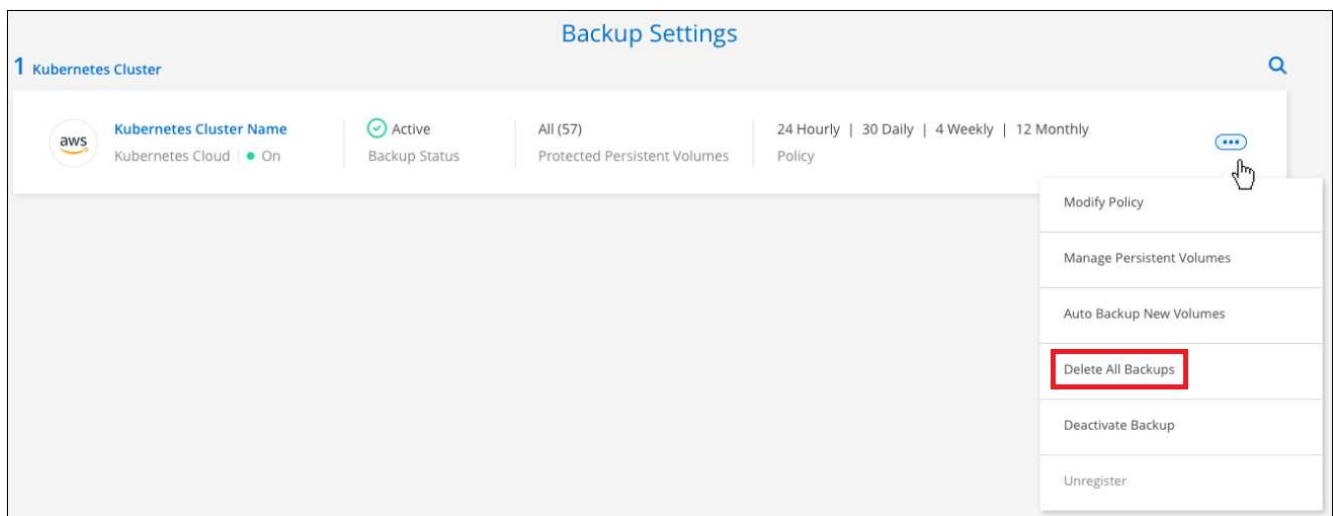 Backup Settings
1 Kubernetes Cluster
aws
Kubernetes Cluster Name
Kubernetes Cloud | On
Active
Backup Status
All (57)
Protected Persistent Volumes
24 Hourly | 30 Daily | 4 Weekly | 12 Monthly
Policy
Modify Policy
Manage Persistent Volumes
Auto Backup New Volumes
Delete All Backups
Deactivate Backup
Unregister